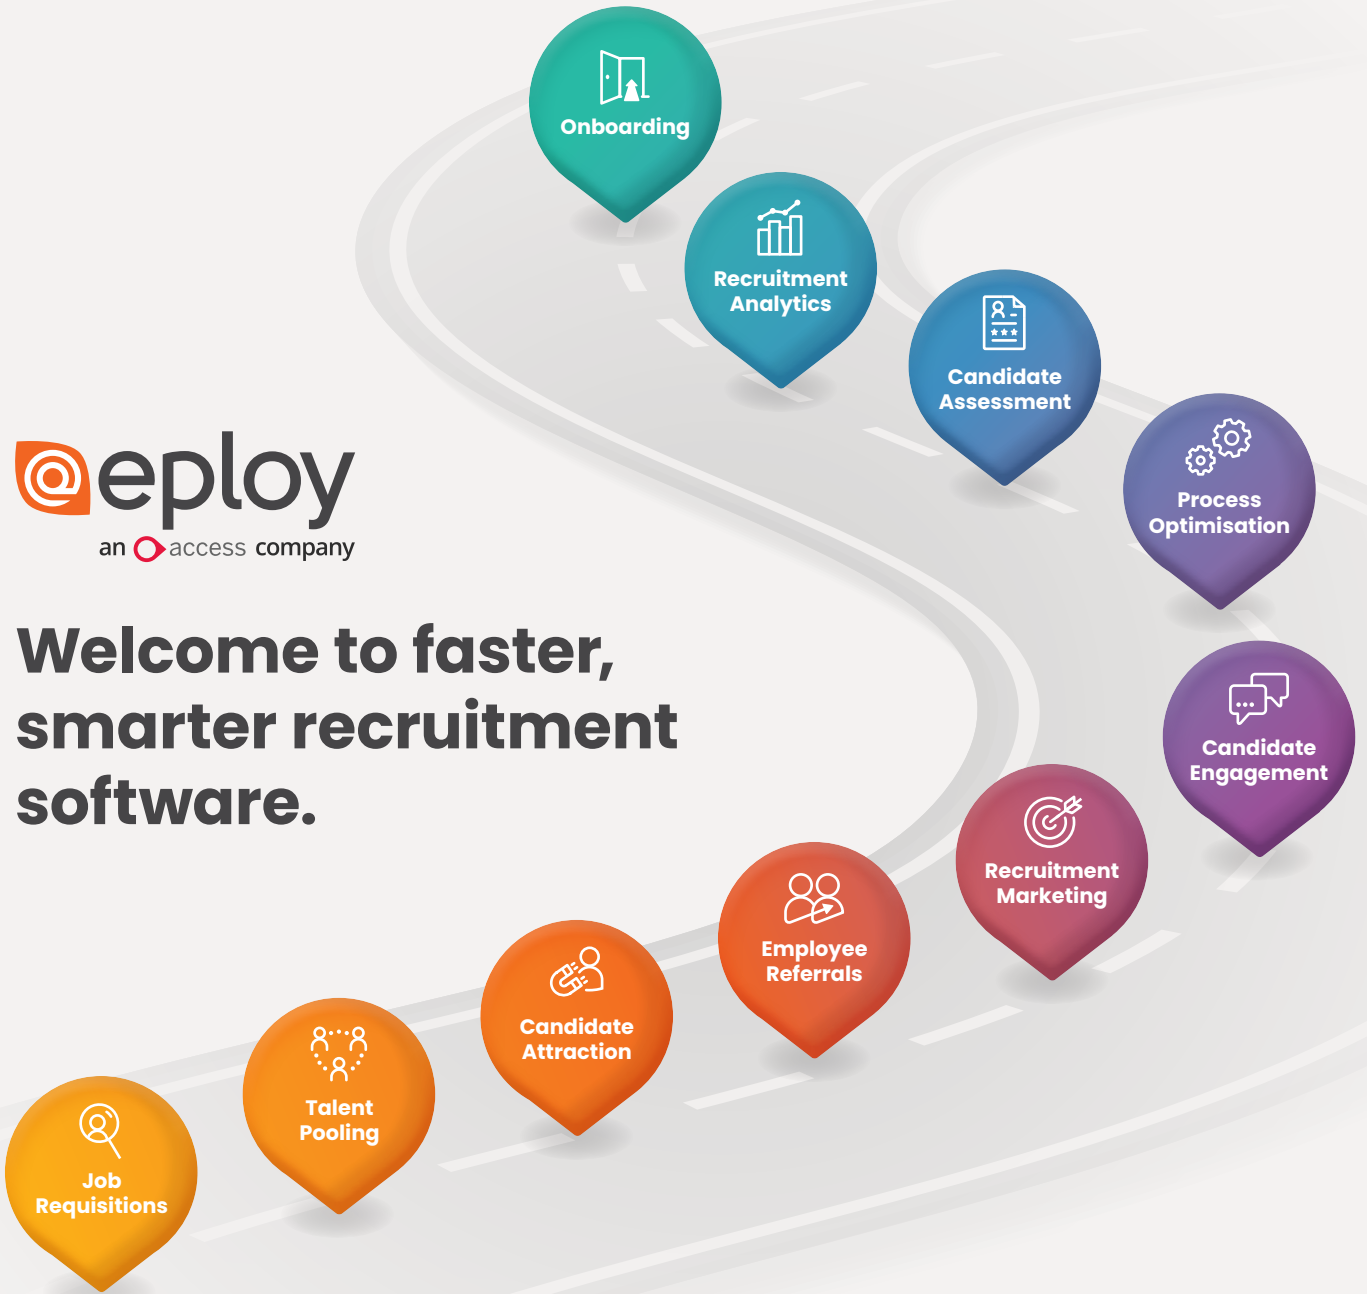 Onboarding
Recruitment
Analytics
Candidate
Assessment
Process
Optimisation
eploy
an access company
Welcome to faster,
smarter recruitment
software.
Candidate
Engagement
Recruitment
Marketing
Employee
Referrals
Candidate
Attraction
Talent
Pooling
Job
Requisitions